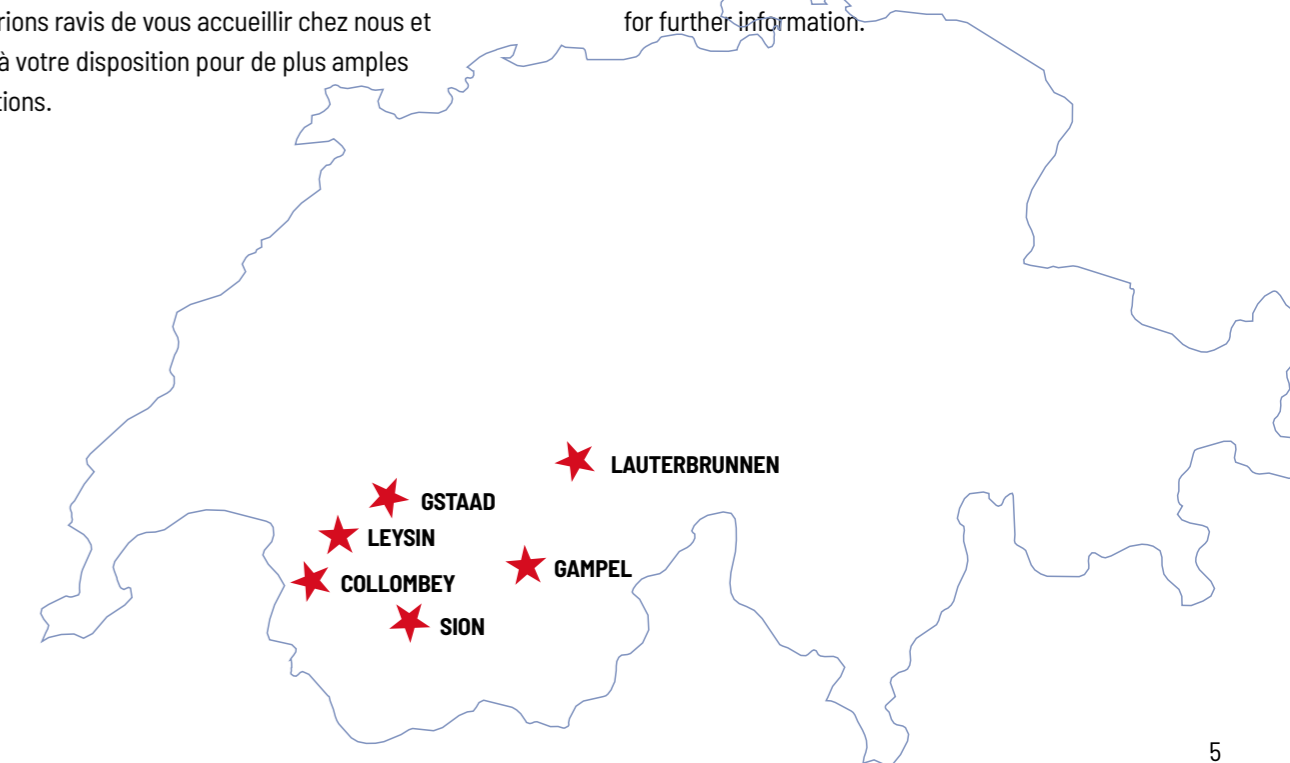 rions ravis de vous accueillir chez nous et
à votre disposition pour de plus amples
tions.
for further information.
LAUTERBRUNNEN
GSTAAD
LEYSIN
GAMPEL
COLLOMBEY
SION
5